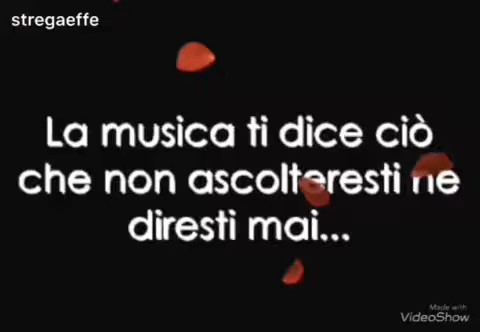 stregaeffe
La musica ti dice ciò
che non ascolteresti ne
diresti mai...
Made with
VideoShow